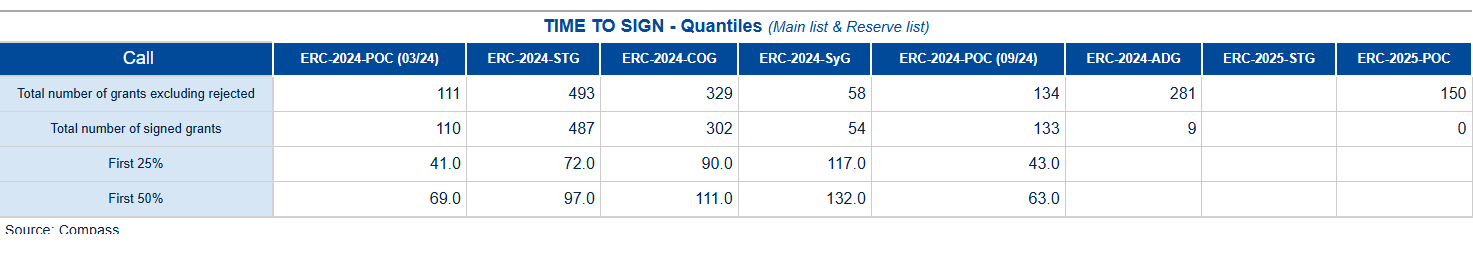 TIME TO SIGN - Quantiles (Main list & Reserve list)
Call ERC-2024-POC (03/24) ERC-2024-STG ERC-2024-COG ERC-2024-SyG ERC-2024-POC (09/24) ERC-2024-ADG ERC-2025-STG ERC-2025-POC
Total number of grants excluding rejected 111 493 329 58 134 281 150
Total number of signed grants 110 487 302 54 133 9 0
First 25% 41.0 72.0 90.0 117.0 43.0
First 50% 69.0 97.0 111.0 132.0 63.0
Source: Compass